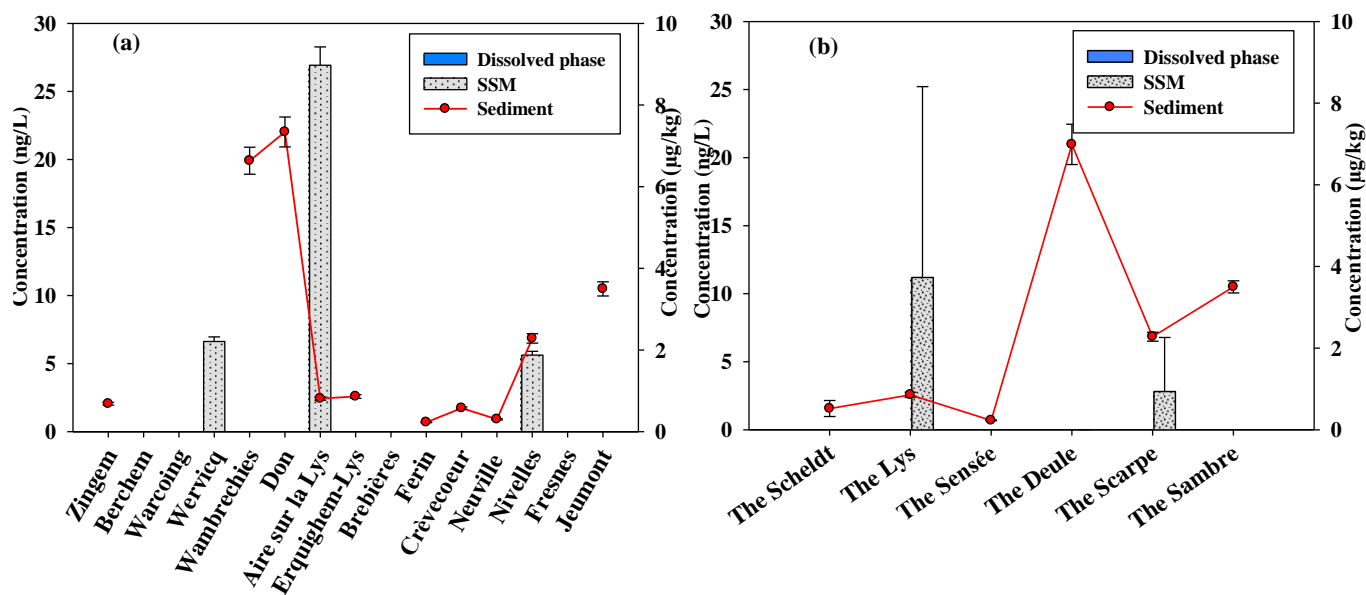 (a)
Dissolved phase
SSM
Sediment
Concentration (ng/L)
30
25
20
15
10
5
0
Concentration (µg/kg)
10
8
6
4
2
0
Zingem
Berchem
Warcoing
Wervicq
Wambrechies
Don
Aire sur la Lys
Erquighem-Lys
Brebières
Ferin
Crèvecoeur
Neuville
Nivelles
Fresnes
Jeumont
(b)
Dissolved phase
SSM
Sediment
Concentration (ng/L)
30
25
20
15
10
5
0
Concentration (µg/kg)
10
8
6
4
2
0
The Scheldt
The Lys
The Sensée
The Deule
The Scarpe
The Sambre